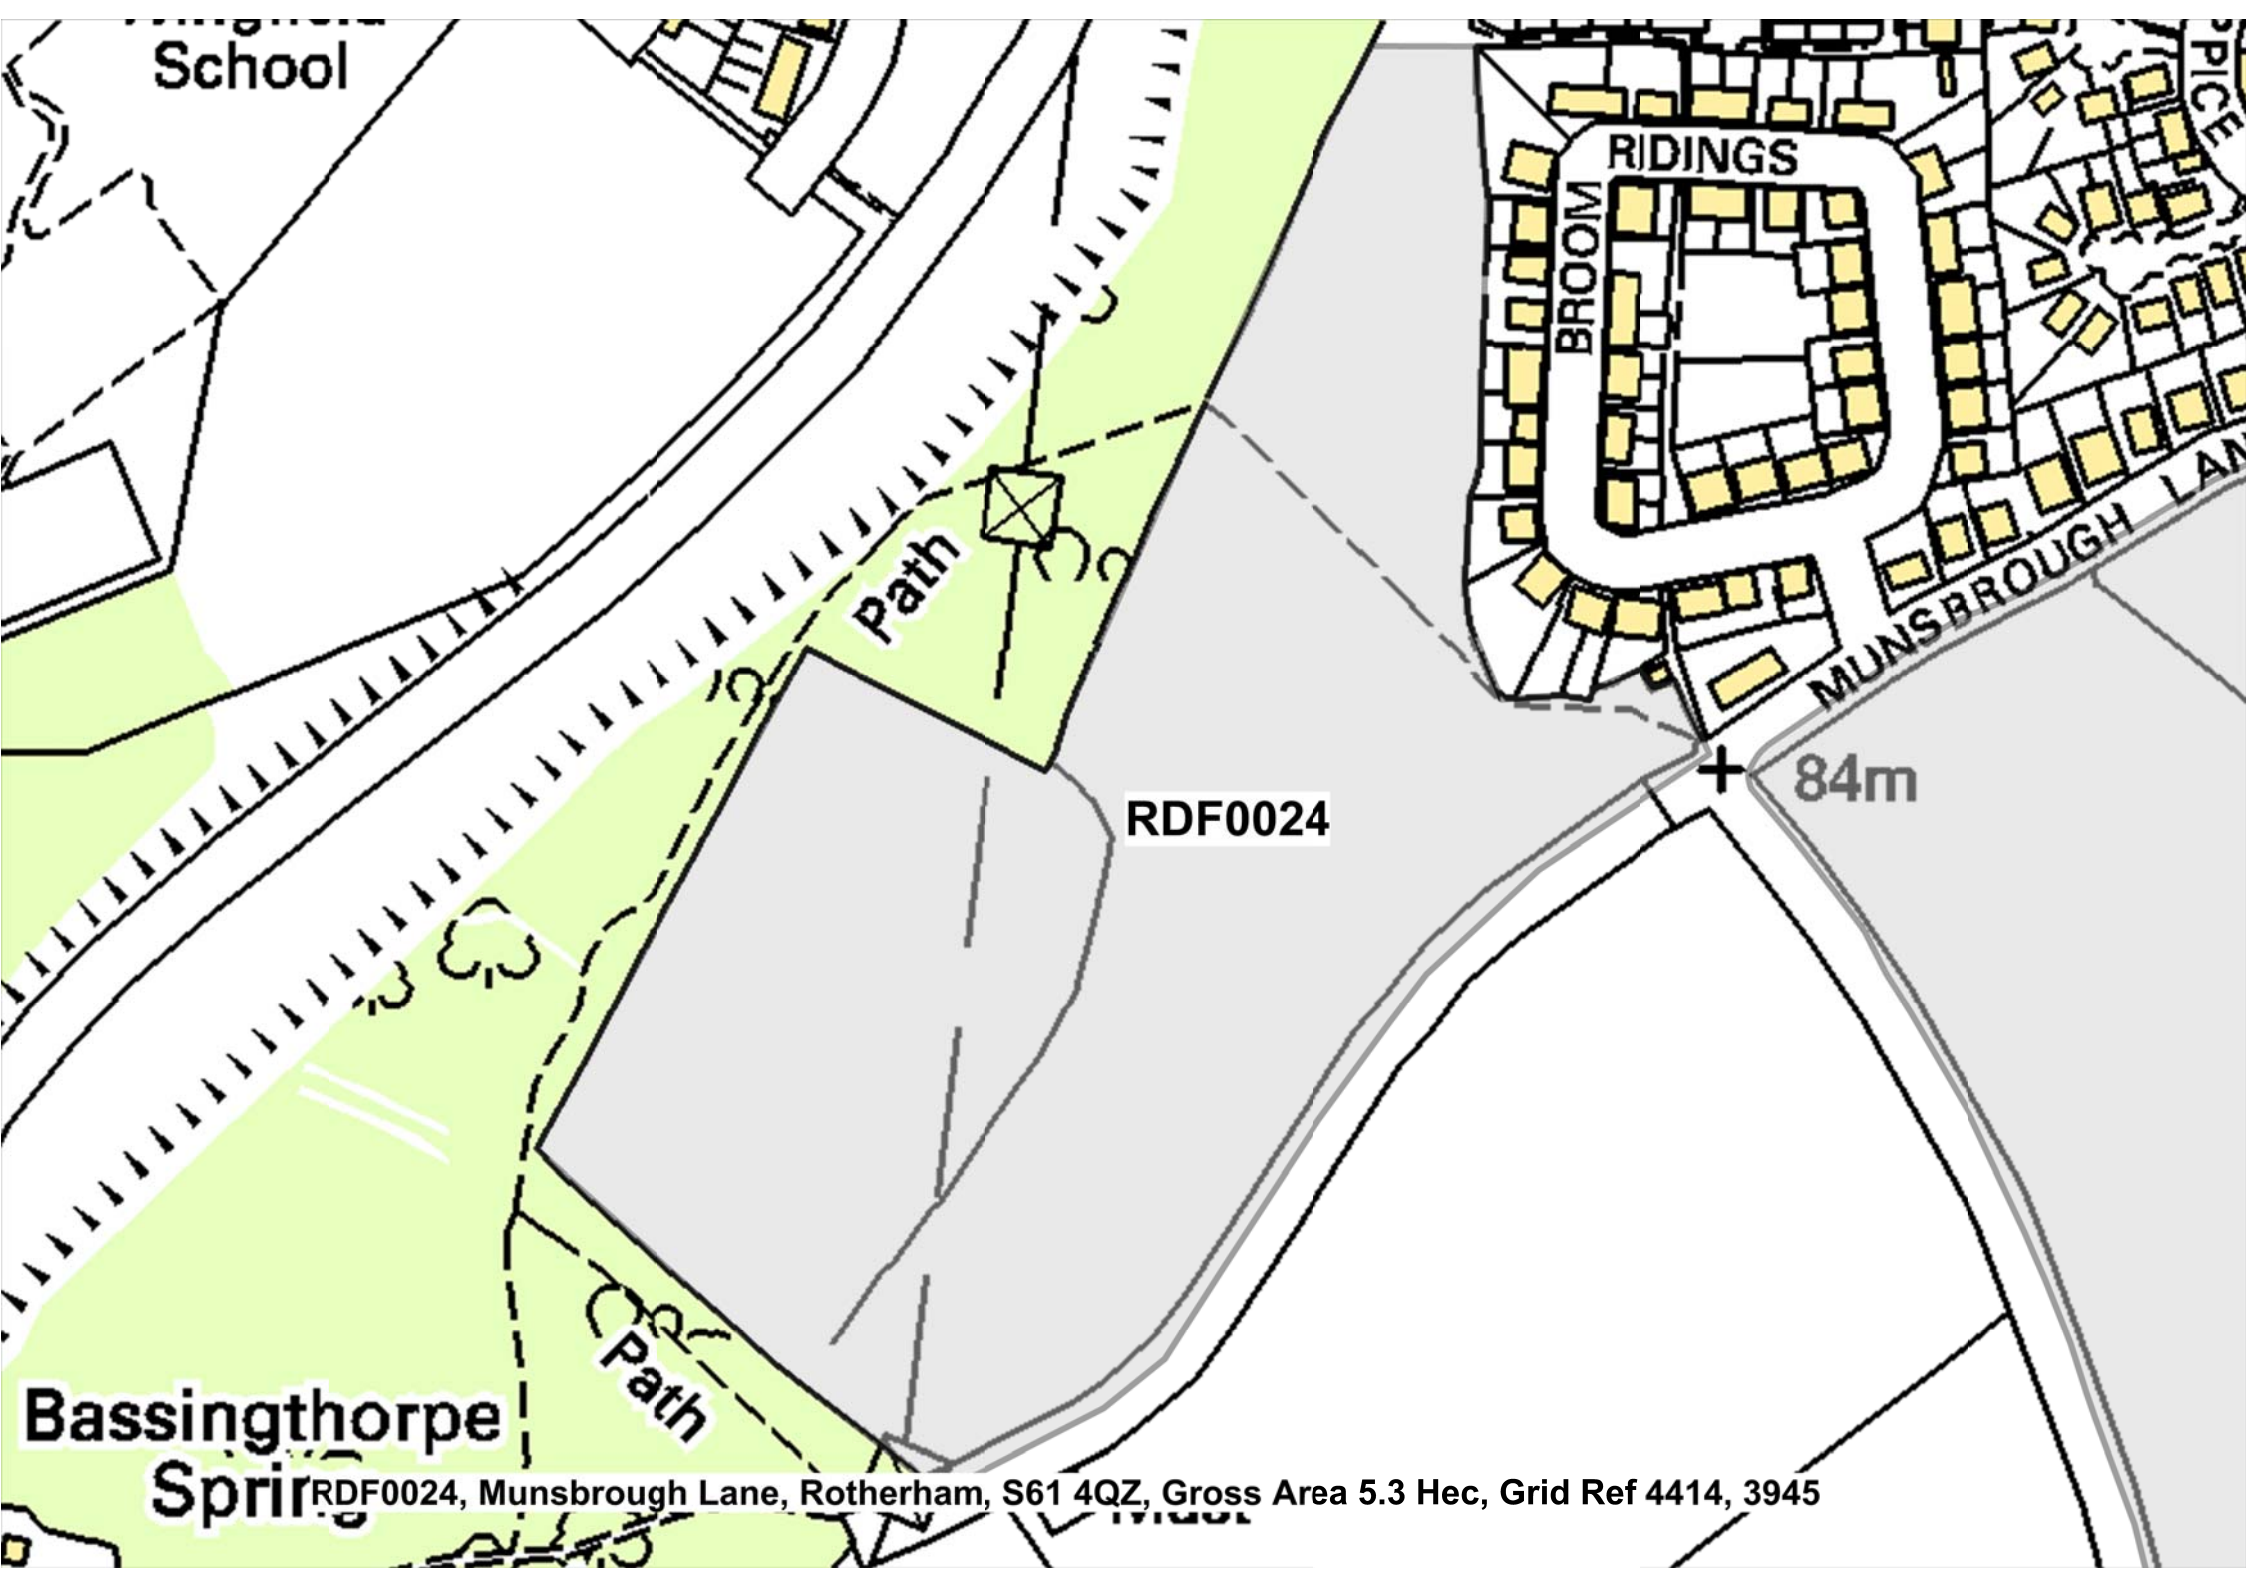 School
RIDINGS
BROOM
MUNSBROUGH LAN
84m
Path
RDF0024
Path
Bassingthorpe
Spring
RDF0024, Munsbrough Lane, Rotherham, S61 4QZ, Gross Area 5.3 Hec, Grid Ref 4414, 3945